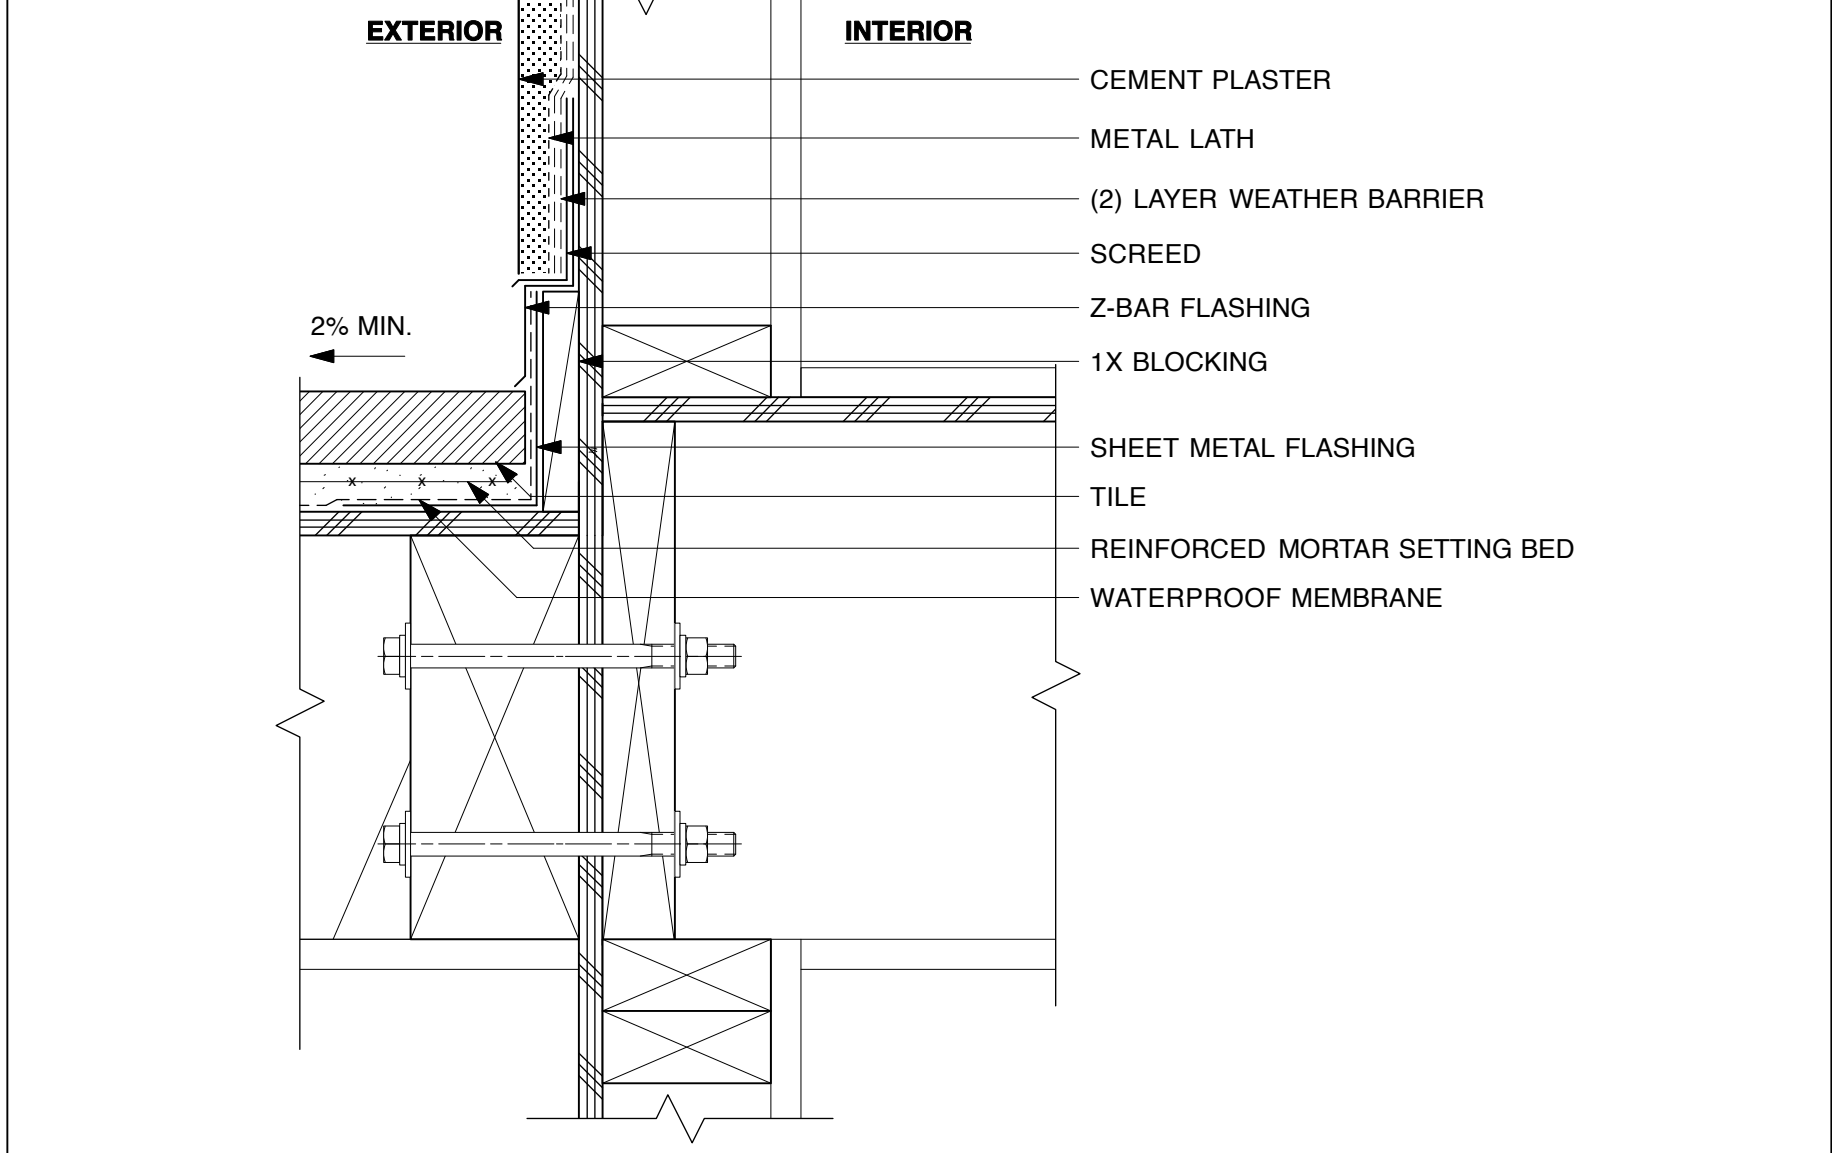 EXTERIOR
INTERIOR
CEMENT PLASTER
METAL LATH
(2) LAYER WEATHER BARRIER
SCREED
Z-BAR FLASHING
2% MIN.
1X BLOCKING
SHEET METAL FLASHING
TILE
REINFORCED MORTAR SETTING BED
WATERPROOF MEMBRANE